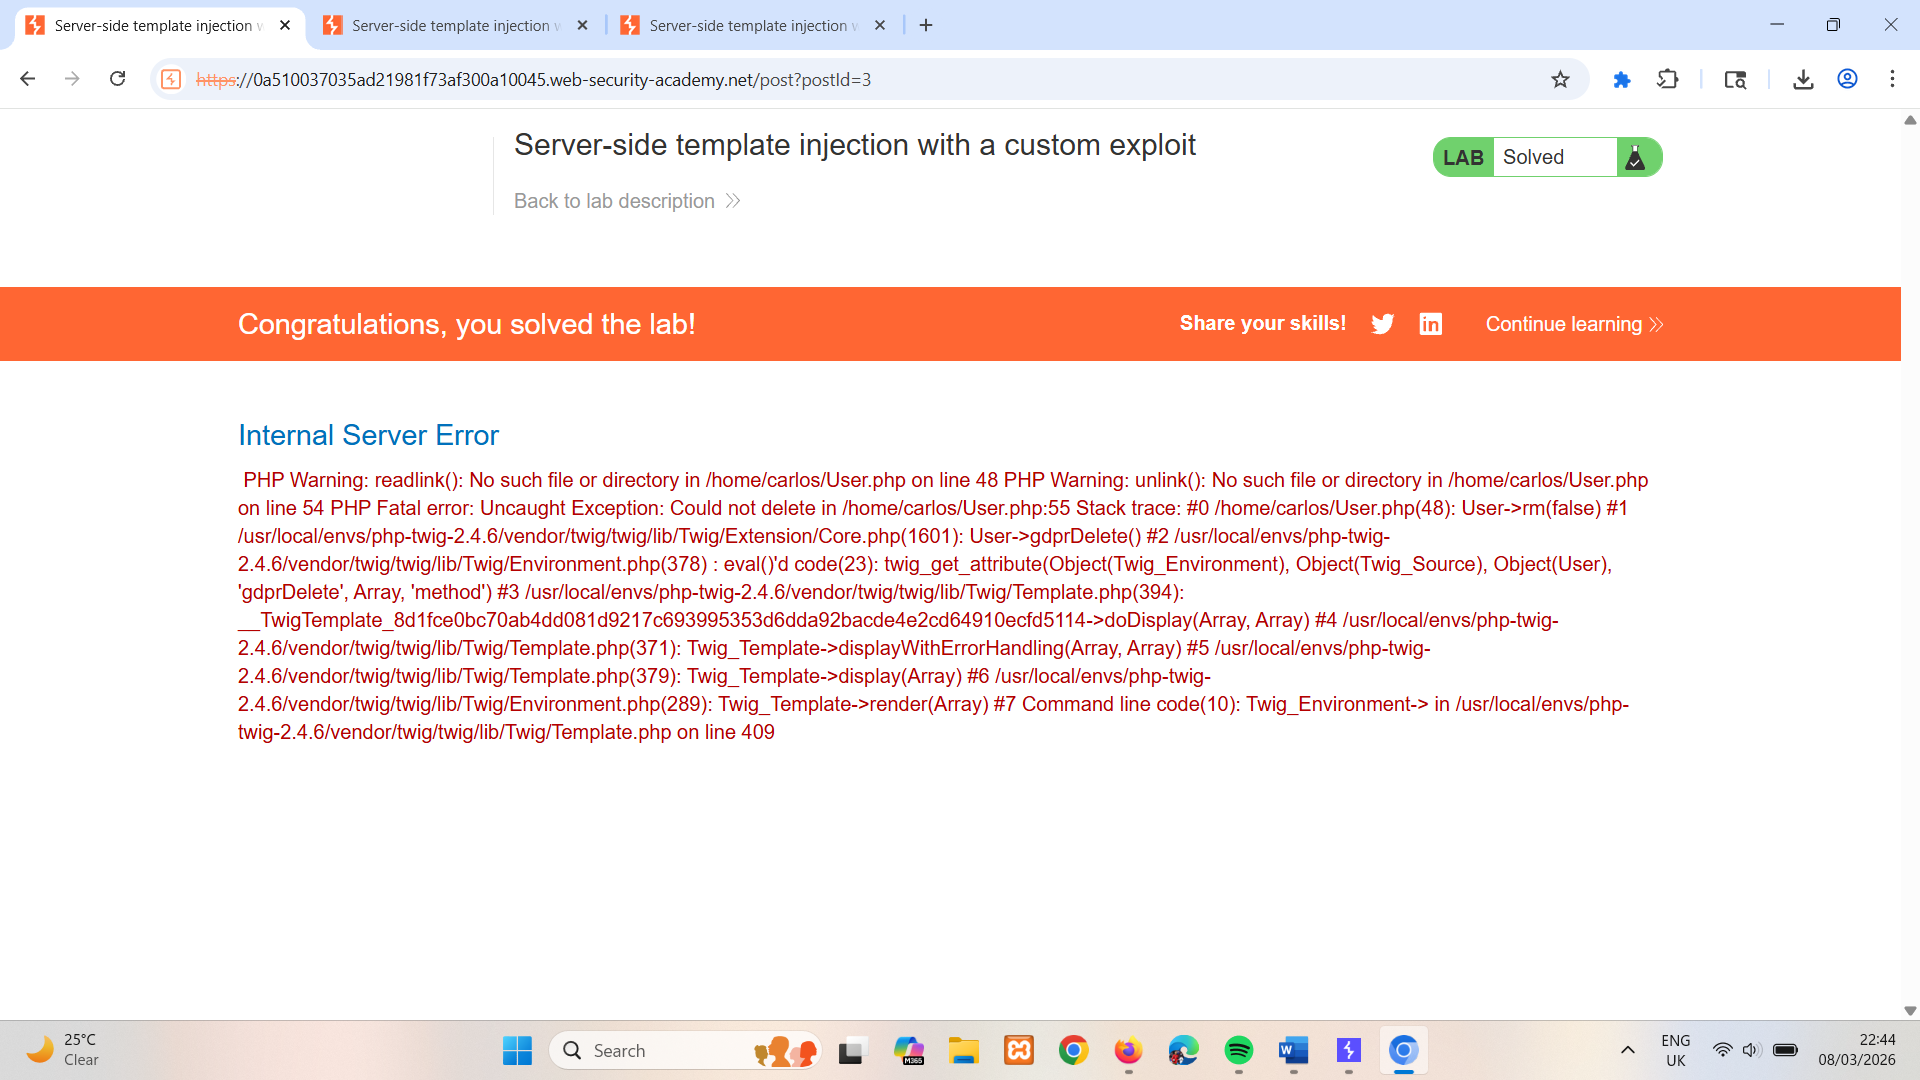 Server-side template injection w
Server-side template injection w
Server-side template injection w
https://0a510037035ad21981f73af300a10045.web-security-academy.net/post?postId=3
Server-side template injection with a custom exploit
LAB Solved
Back to lab description
Congratulations, you solved the lab!
Share your skills!
Continue learning
Internal Server Error
PHP Warning: readlink(): No such file or directory in /home/carlos/User.php on line 48 PHP Warning: unlink(): No such file or directory in /home/carlos/User.php
on line 54 PHP Fatal error: Uncaught Exception: Could not delete in /home/carlos/User.php:55 Stack trace: #0 /home/carlos/User.php(48): User->rm(false) #1
/usr/local/envs/php-twig-2.4.6/vendor/twig/twig/lib/Twig/Extension/Core.php(1601): User->gdprDelete() #2 /usr/local/envs/php-twig-
2.4.6/vendor/twig/twig/lib/Twig/Environment.php(378) : eval()'d code(23): twig_get_attribute(Object(Twig_Environment), Object(Twig_Source), Object(User),
'gdprDelete', Array, 'method') #3 /usr/local/envs/php-twig-2.4.6/vendor/twig/twig/lib/Twig/Template.php(394):
__TwigTemplate_8d1fce0bc70ab4dd081d9217c693995353d6dda92bacde4e2cd64910ecfd5114->doDisplay(Array, Array) #4 /usr/local/envs/php-twig-
2.4.6/vendor/twig/twig/lib/Twig/Template.php(371): Twig_Template->displayWithErrorHandling(Array, Array) #5 /usr/local/envs/php-twig-
2.4.6/vendor/twig/twig/lib/Twig/Template.php(379): Twig_Template->display(Array) #6 /usr/local/envs/php-twig-
2.4.6/vendor/twig/twig/lib/Twig/Environment.php(289): Twig_Template->render(Array) #7 Command line code(10): Twig_Environment-> in /usr/local/envs/php-
twig-2.4.6/vendor/twig/twig/lib/Twig/Template.php on line 409
25°C
Clear
Search
M365
ENG
UK
22:44
08/03/2026